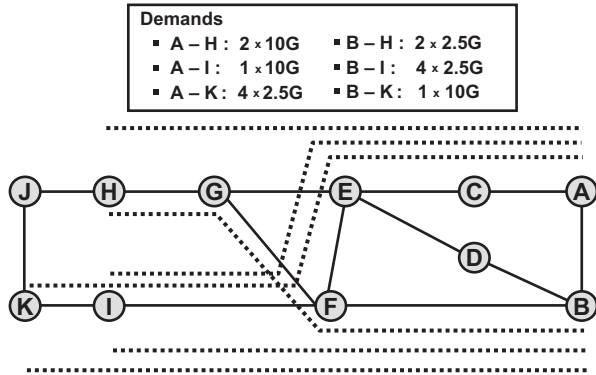 Demands
▪ A – H : 2 x 10G ▪ B – H : 2 x 2.5G
▪ A – I : 1 x 10G ▪ B – I : 4 x 2.5G
▪ A – K : 4 x 2.5G ▪ B – K : 1 x 10G
J H G E C A
D
K I F B